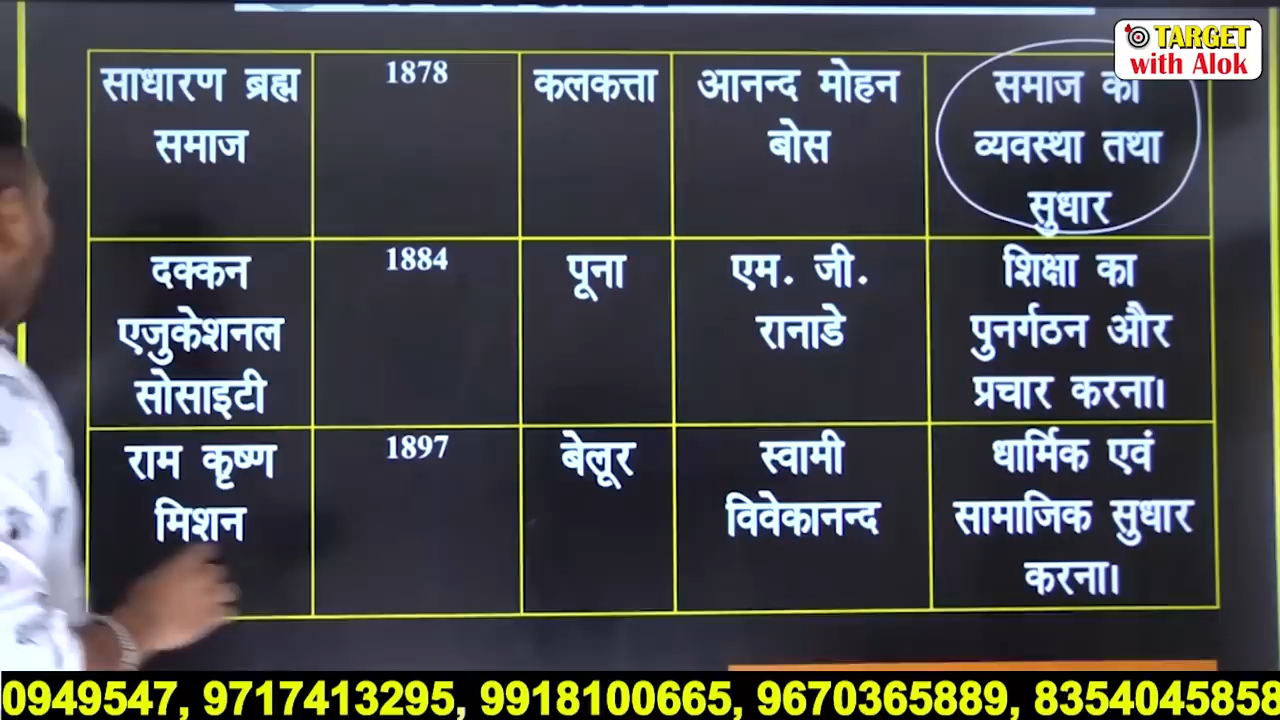 TARGET
with Alok
साधारण ब्रह्म
समाज
1878
कलकत्ता
आनन्द मोहन
बोस
समाज की
व्यवस्था तथा
सुधार
दक्कन
एजुकेशनल
सोसाइटी
1884
पूना
एम. जी.
रानाडे
शिक्षा का
पुनर्गठन और
प्रचार करना।
राम कृष्ण
मिशन
1897
बेलूर
स्वामी
विवेकानन्द
धार्मिक एवं
सामाजिक सुधार
करना।
0949547, 9717413295, 9918100665, 9670365889, 8354045858